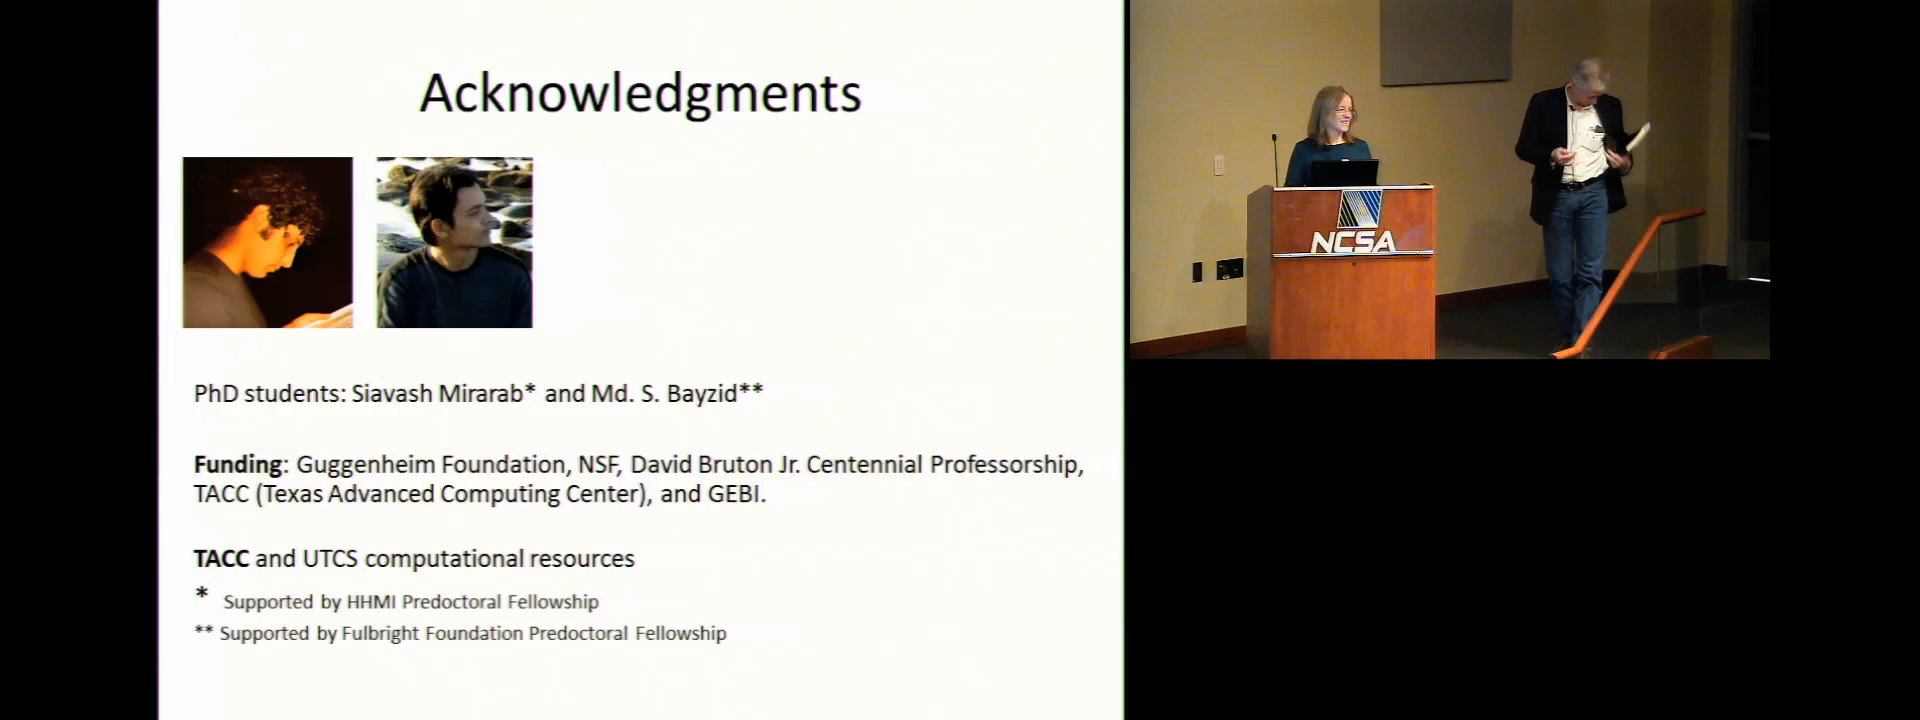 Acknowledgments
PhD students: Siavash Mirarab* and Md. S. Bayzid**
Funding: Guggenheim Foundation, NSF, David Bruton Jr. Centennial Professorship,
TACC (Texas Advanced Computing Center), and GEBI.
TACC and UTCS computational resources
* Supported by HHMI Predoctoral Fellowship
** Supported by Fulbright Foundation Predoctoral Fellowship
NCSA